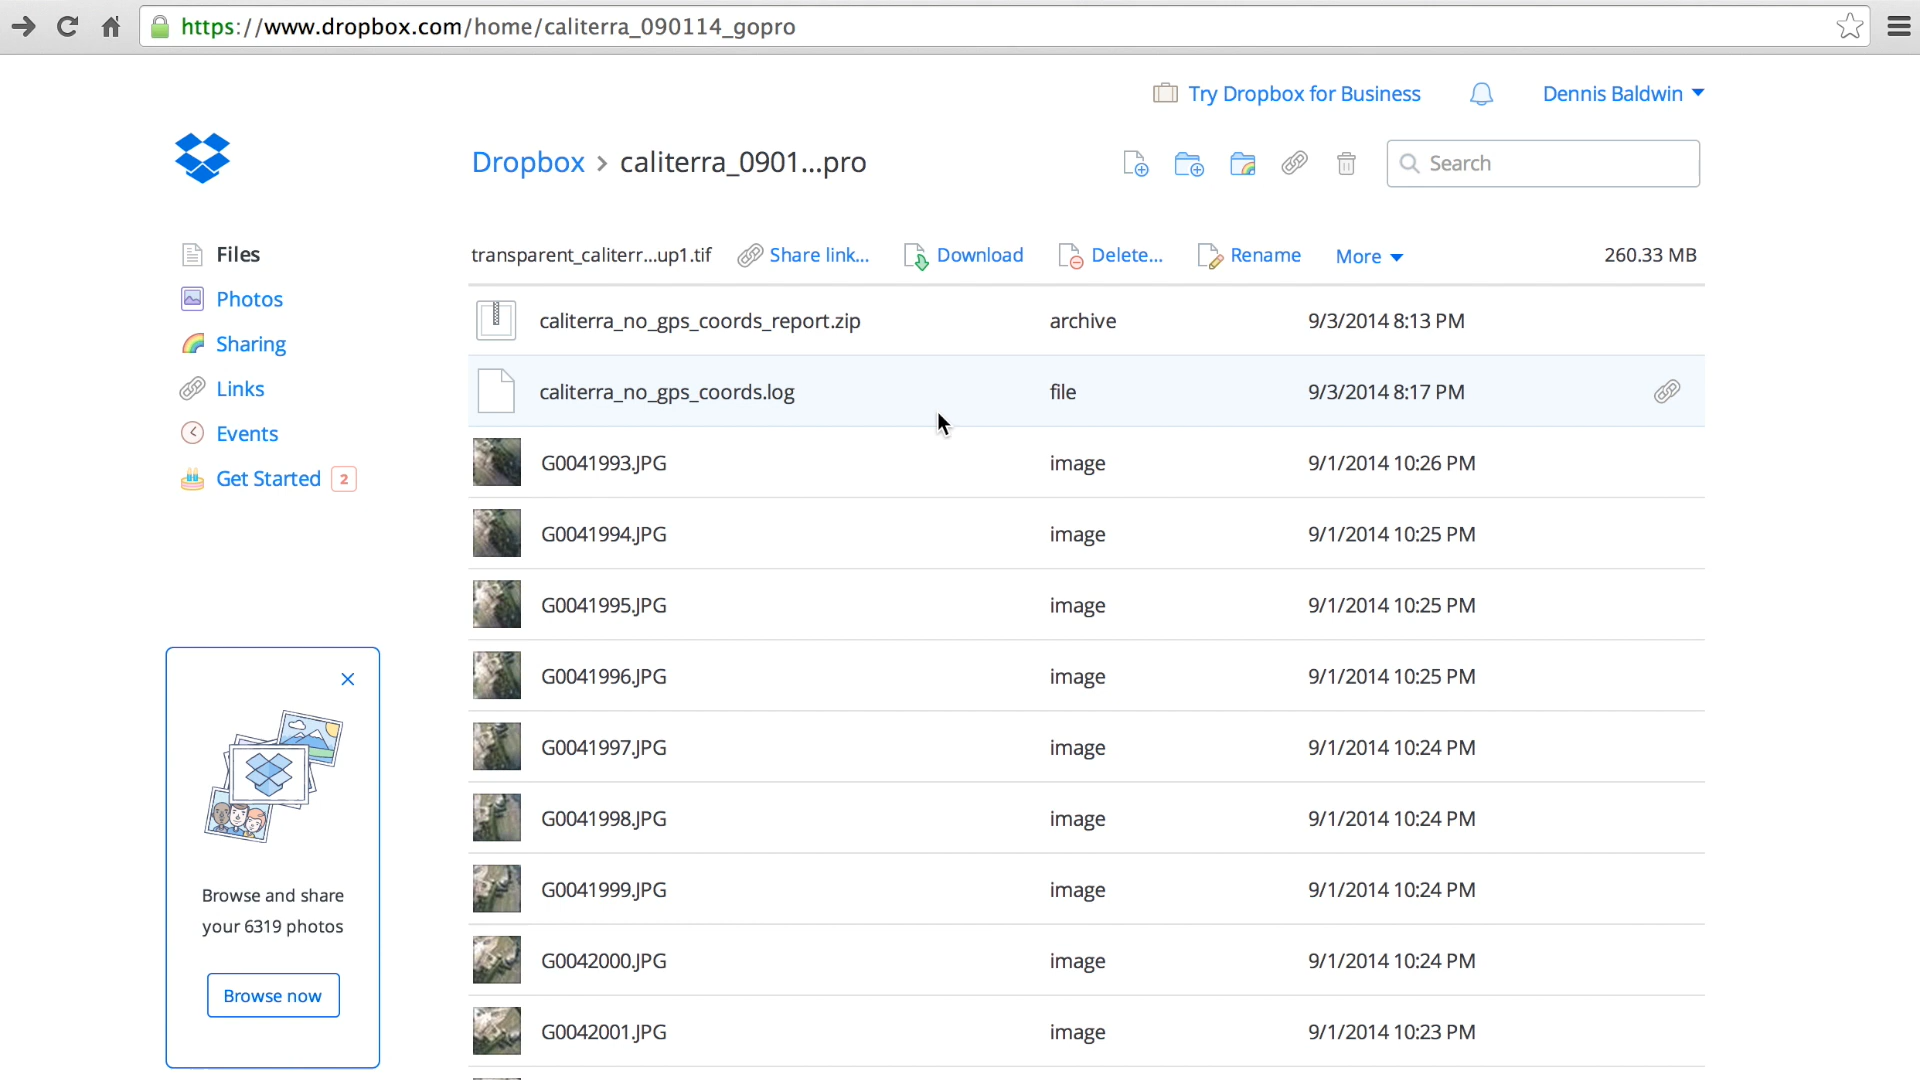 https://www.dropbox.com/home/caliterra_090114_gopro
Try Dropbox for Business
Dennis Baldwin
Dropbox > caliterra_0901...pro
Search
Files
Photos
Sharing
Links
Events
Get Started 2
transparent_caliterr...up1.tif Share link... Download Delete... Rename More 260.33 MB
caliterra_no_gps_coords_report.zip archive 9/3/2014 8:13 PM
caliterra_no_gps_coords.log file 9/3/2014 8:17 PM
G0041993.JPG image 9/1/2014 10:26 PM
G0041994.JPG image 9/1/2014 10:25 PM
G0041995.JPG image 9/1/2014 10:25 PM
G0041996.JPG image 9/1/2014 10:25 PM
G0041997.JPG image 9/1/2014 10:24 PM
G0041998.JPG image 9/1/2014 10:24 PM
G0041999.JPG image 9/1/2014 10:24 PM
G0042000.JPG image 9/1/2014 10:24 PM
G0042001.JPG image 9/1/2014 10:23 PM
Browse and share
your 6319 photos
Browse now